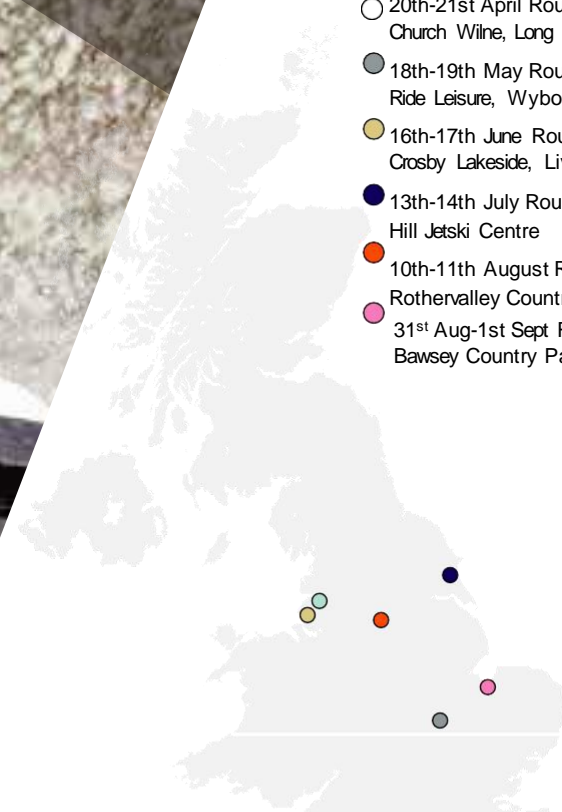 20th-21st April Rou
Church Wilne, Long
18th-19th May Rou
Ride Leisure, Wybo
16th-17th June Rou
Crosby Lakeside, Liv
13th-14th July Rou
Hill Jetski Centre
10th-11th August R
Rothervalley Countr
31st Aug-1st Sept R
Bawsey Country Pa